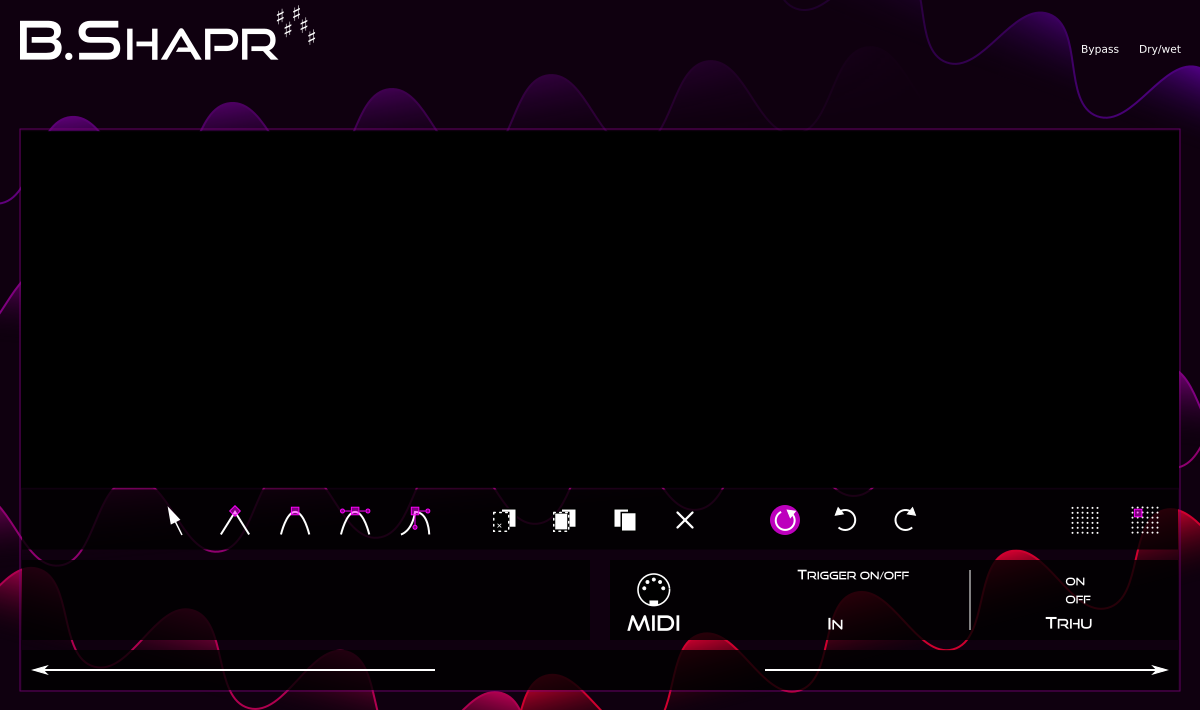 B.SHAPR
Bypass Dry/wet
TRIGGER ON/OFF
ON
OFF
MIDI
IN
TRHU